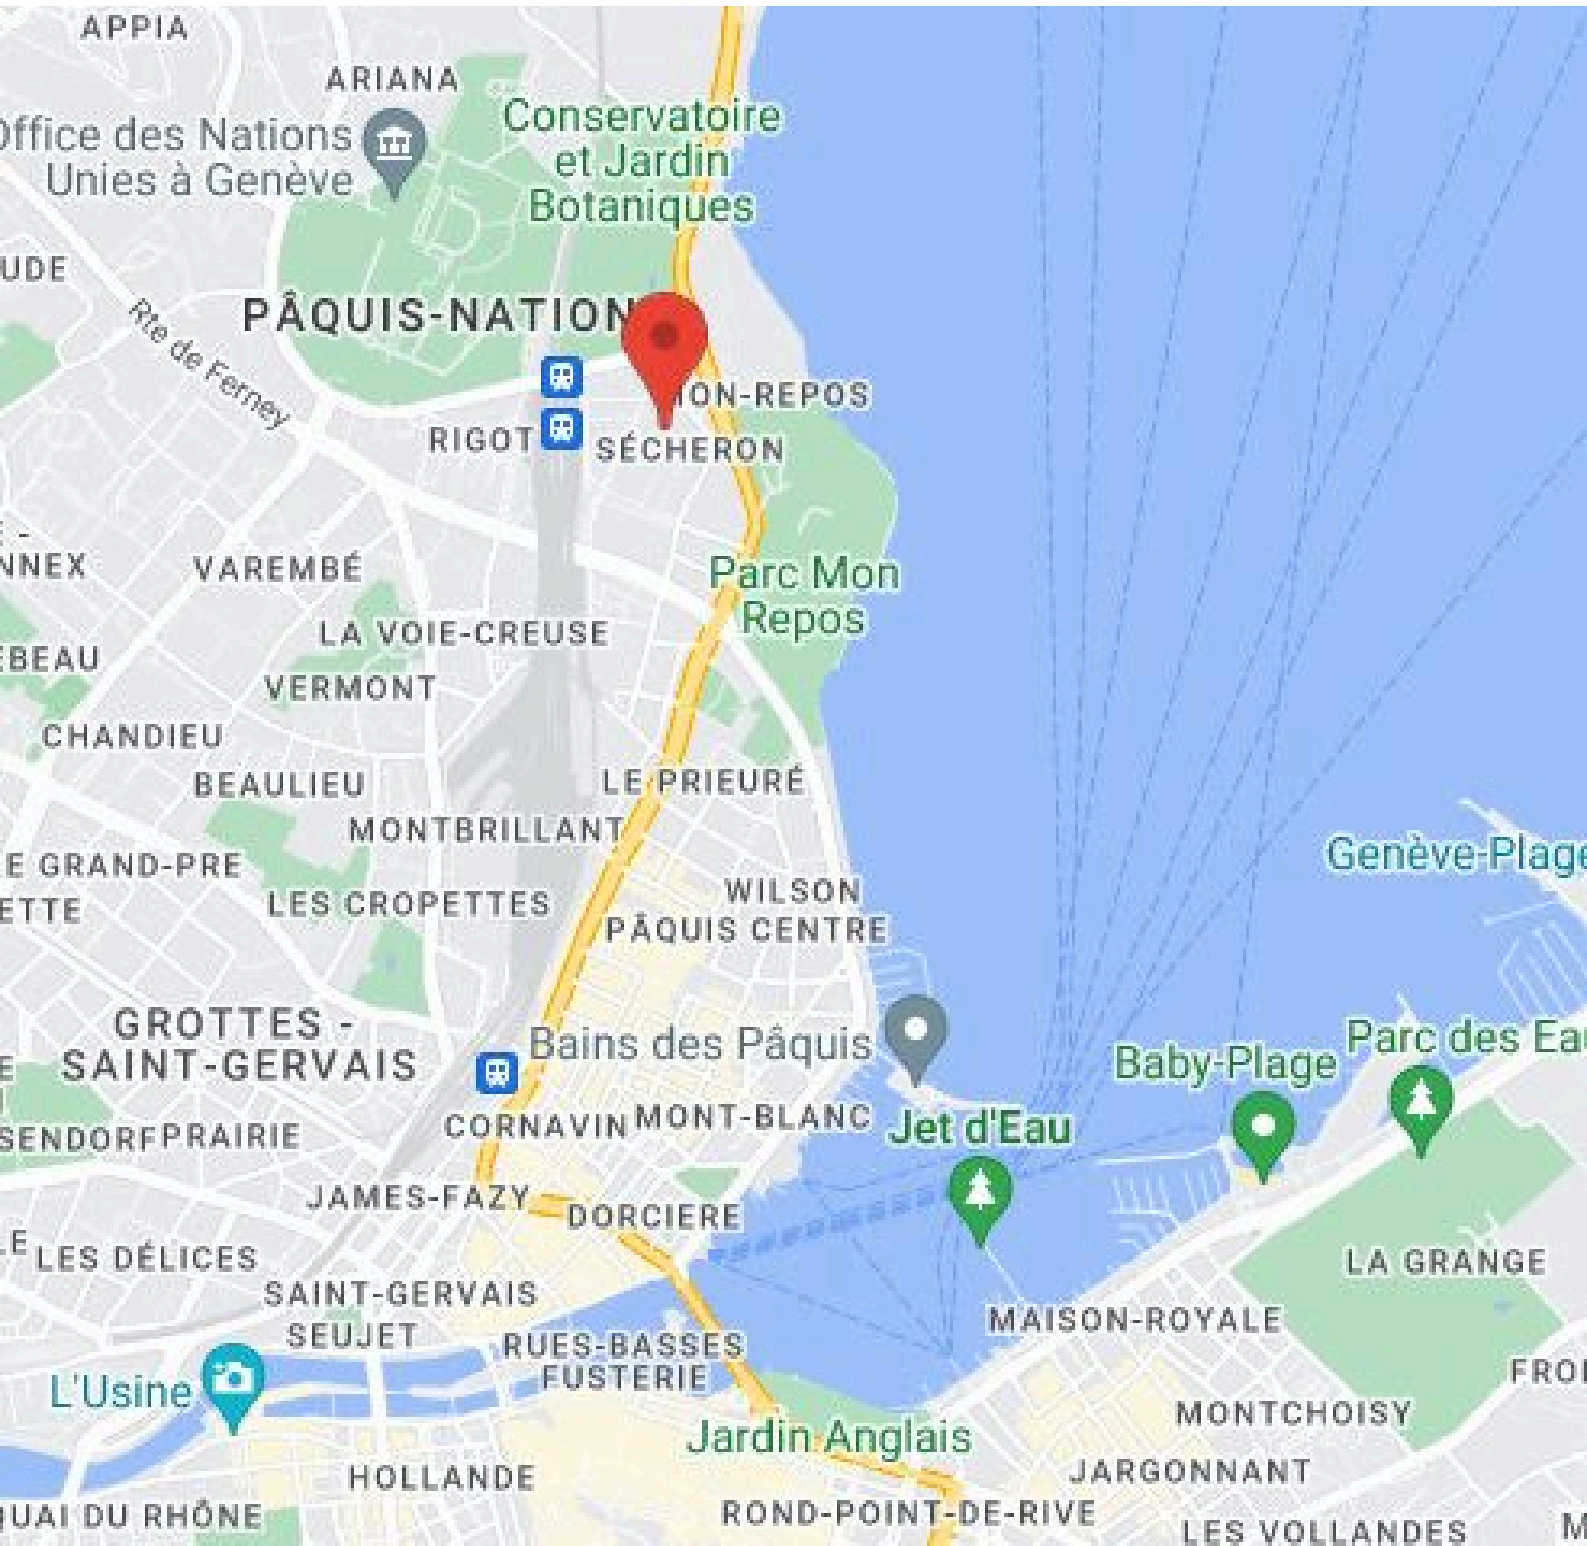 APPIA
ARIANA
Office des Nations
Unies à Genève
Conservatoire
et Jardin
Botaniques
UDE
Rte de Ferney
PÂQUIS-NATION
ON-REPOS
RIGOT
SÉCHERON
NNEX
VAREMBÉ
Parc Mon
Repos
LA VOIE-CREUSE
EBEAU
VERMONT
CHANDIEU
BEAULIEU
LE PRIEURÉ
MONTBRILLANT
E GRAND-PRE
ETTE
LES CROPETTES
WILSON
PÂQUIS CENTRE
Genève-Plage
GROTTES -
SAINT-GERVAIS
Bains des Pâquis
Baby-Plage
Parc des Eau
SENDORF
PRAIRIE
CORNAVIN
MONT-BLANC
Jet d'Eau
JAMES-FAZY
DORCIERE
LE
LES DÉLICES
LA GRANGE
SAINT-GERVAIS
SEUJET
MAISON-ROYALE
RUES-BASSES
FUSTERIE
L'Usine
FRO
MONTCHOISY
Jardin Anglais
HOLLANDE
JARGONNANT
QUAI DU RHÔNE
ROND-POINT-DE-RIVE
LES VOLLANDES
M